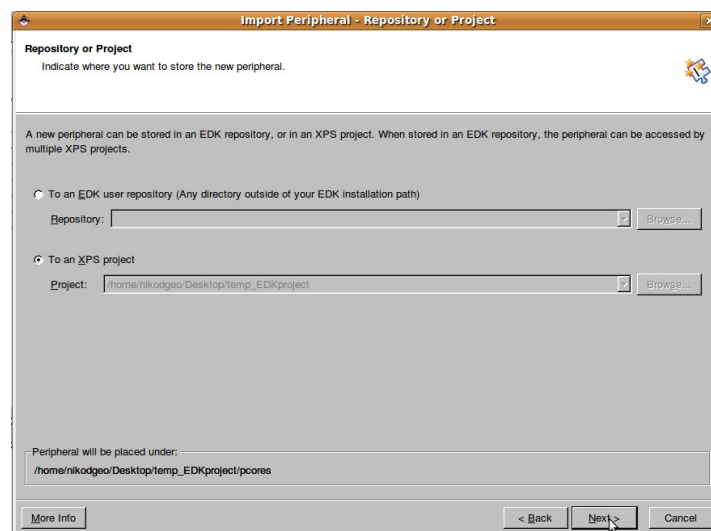 Import Peripheral - Repository or Project
Repository or Project
Indicate where you want to store the new peripheral.
A new peripheral can be stored in an EDK repository, or in an XPS project. When stored in an EDK repository, the peripheral can be accessed by
multiple XPS projects.
To an EDK user repository (Any directory outside of your EDK installation path)
Repository:
Browse...
To an XPS project
Project:
/home/nikodgeo/Desktop/temp_EDKproject
Browse...
Peripheral will be placed under:
/home/nikodgeo/Desktop/temp_EDKproject/pcores
More Info
< Back
Next >
Cancel